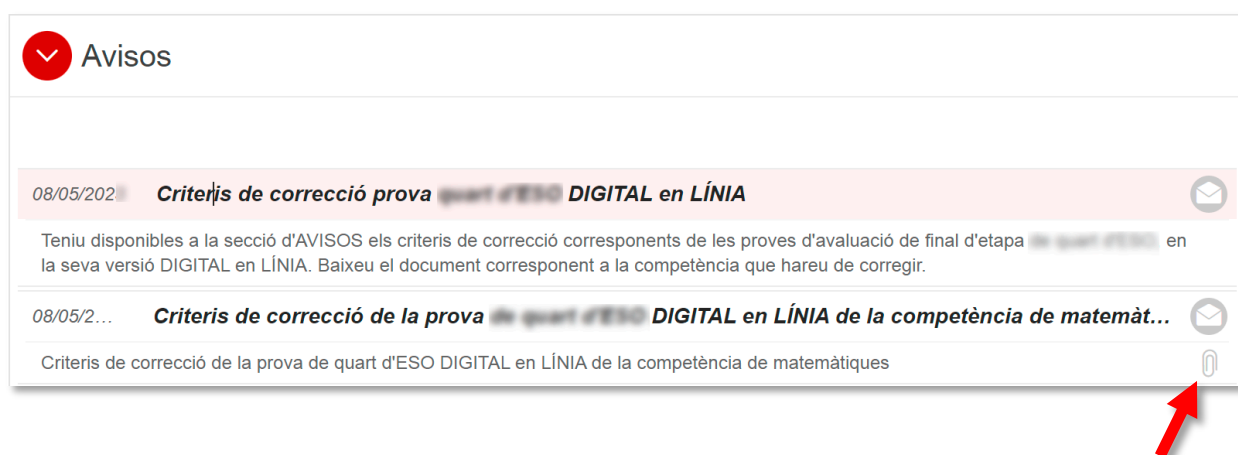 Avisos
08/05/202
Criteris de correcció prova DIGITAL en LÍNIA
Teniu disponibles a la secció d'AVISOS els criteris de correcció corresponents de les proves d'avaluació de final d'etapa en
la seva versió DIGITAL en LÍNIA. Baixeu el document corresponent a la competència que hareu de corregir.
08/05/2...
Criteris de correcció de la prova DIGITAL en LÍNIA de la competència de matemàt...
Criteris de correcció de la prova de quart d'ESO DIGITAL en LÍNIA de la competència de matemàtiques